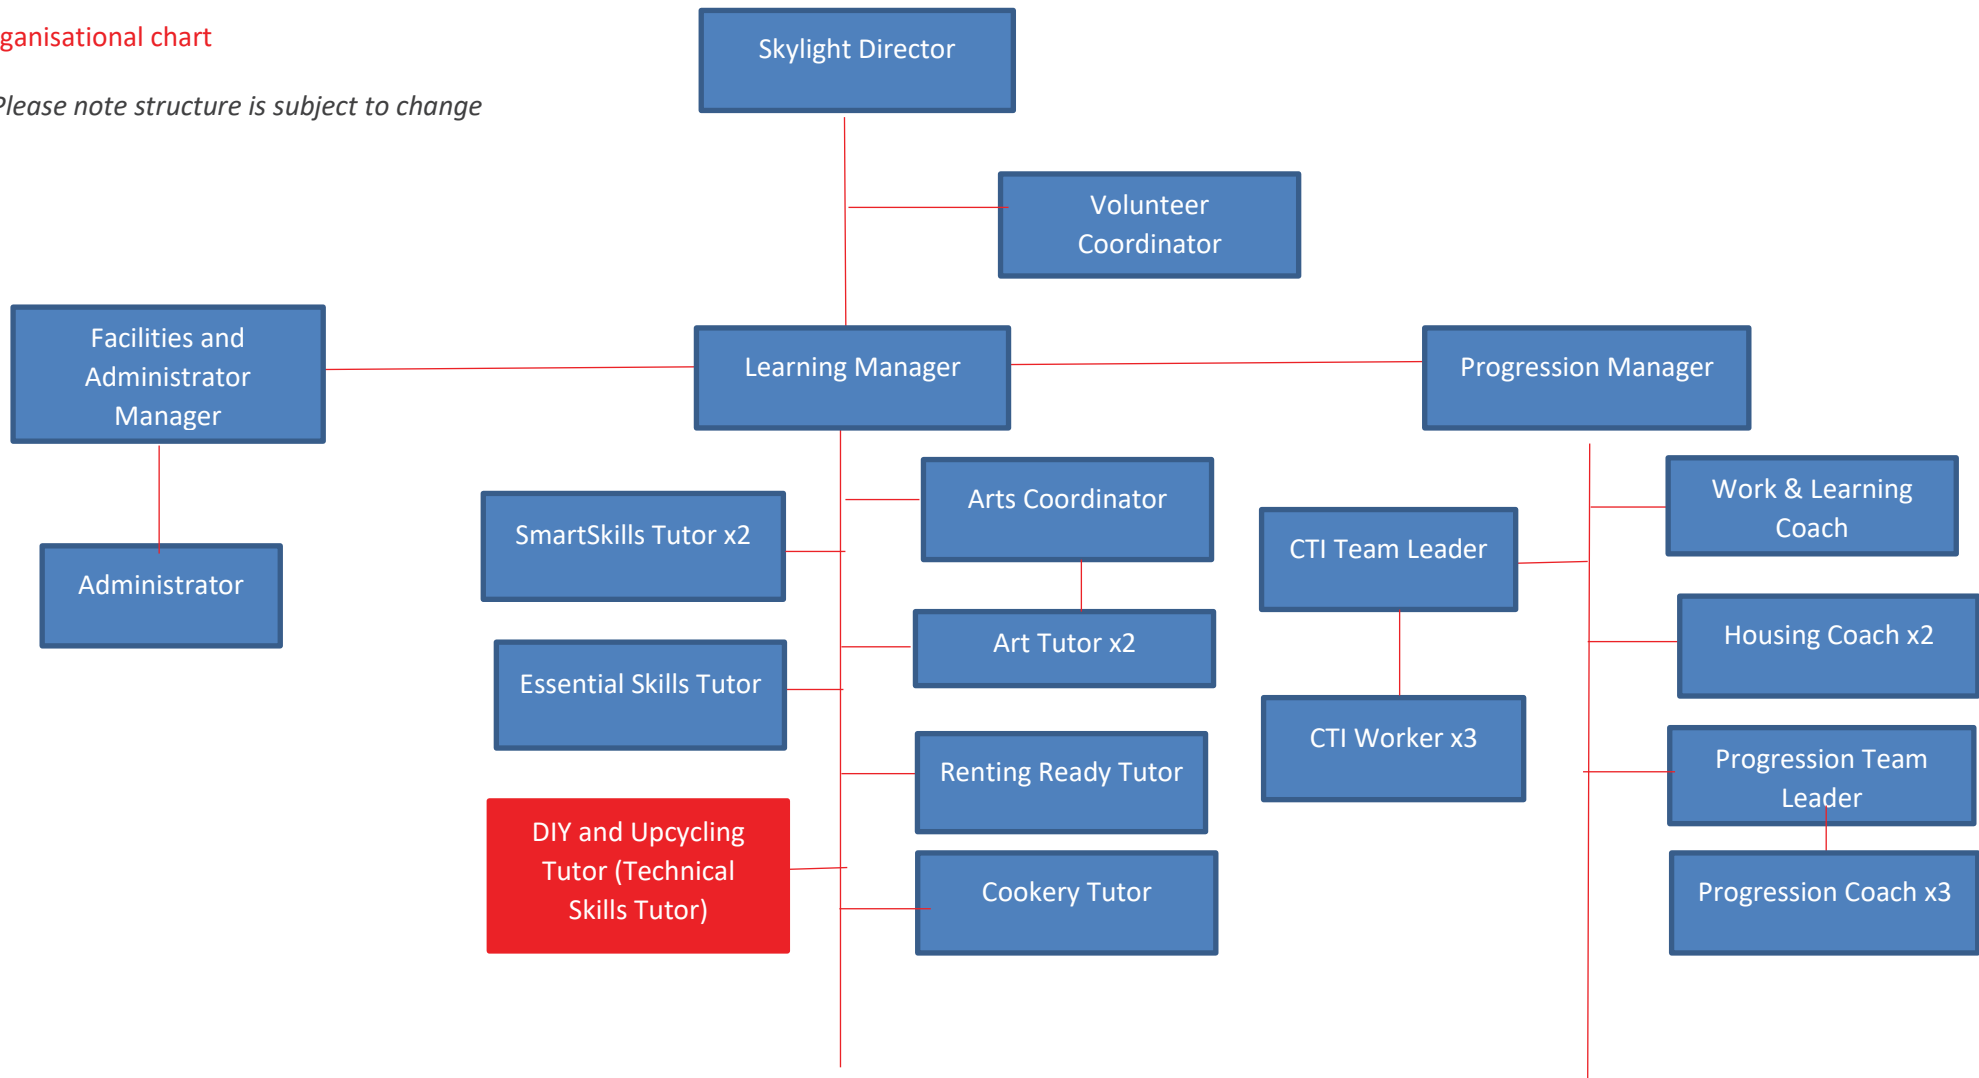 ganisational chart
Please note structure is subject to change
Skylight Director
Volunteer
Coordinator
Facilities and
Administrator
Manager
Learning Manager
Progression Manager
Administrator
SmartSkills Tutor x2
Arts Coordinator
Essential Skills Tutor
Art Tutor x2
Renting Ready Tutor
DIY and Upcycling
Tutor (Technical
Skills Tutor)
Cookery Tutor
CTI Team Leader
CTI Worker x3
Work & Learning
Coach
Housing Coach x2
Progression Team
Leader
Progression Coach x3